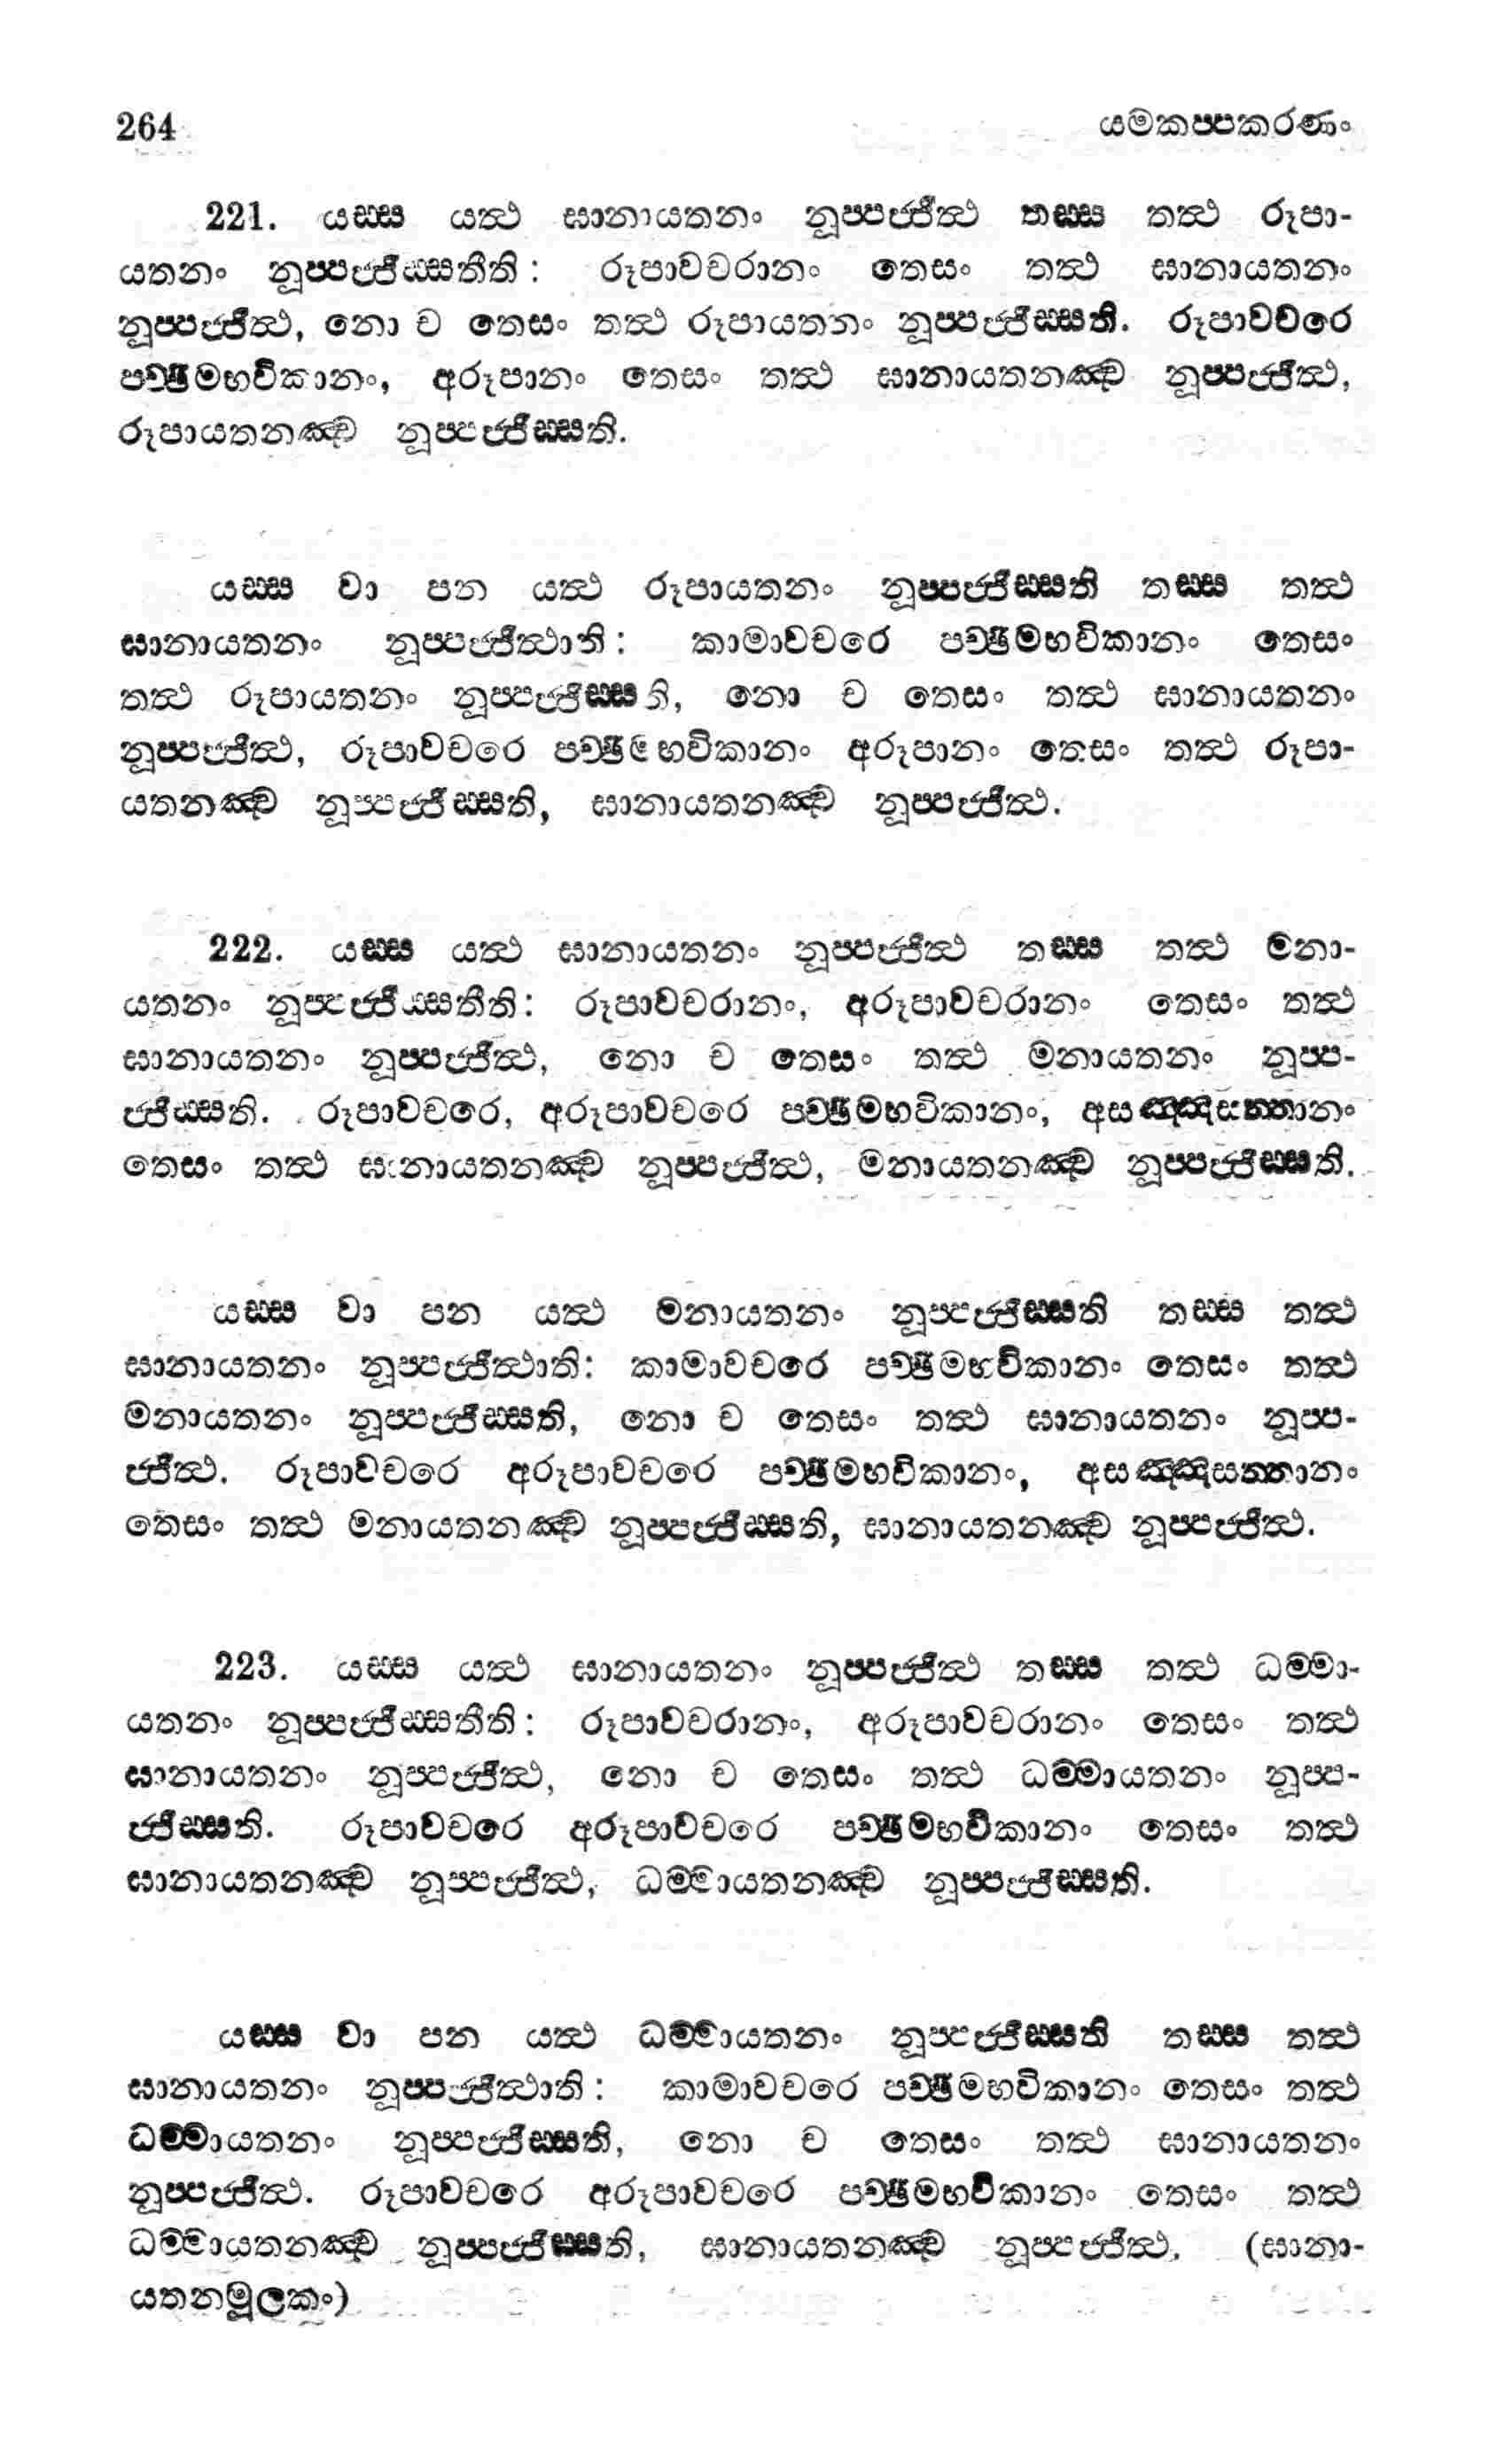 264 යමකප්පකරණං
221. යස්ස යත්ථ ඝානායතනං නූප්පජ්ජිත්ථ තස්ස තත්ථ රූපා-
යතනං නූප්පජ්ජිස්සතීති: රූපාවචරානං තෙසං තත්ථ ඝානායතනං
නූප්පජ්ජිත්ථ, නො ච තෙසං තත්ථ රූපායතනං නූප්පජ්ජිස්සති. රූපාවචරෙ
පච්ඡිමභවිකානං, අරූපානං තෙසං තත්ථ ඝානායතනඤ්ච නූප්පජ්ජිත්ථ,
රූපායතනඤ්ච නූප්පජ්ජිස්සති.
යස්ස වා පන යත්ථ රූපායතනං නූප්පජ්ජිස්සති තස්ස තත්ථ
ඝානායතනං නූප්පජ්ජිත්ථාති: කාමාවචරෙ පච්ඡිමභවිකානං තෙසං
තත්ථ රූපායතනං නූප්පජ්ජිස්සති, නො ච තෙසං තත්ථ ඝානායතනං
නූප්පජ්ජිත්ථ, රූපාවචරෙ පච්ඡිමභවිකානං අරූපානං තෙසං තත්ථ රූපා-
යතනඤ්ච නූප්පජ්ජිස්සති, ඝානායතනඤ්ච නූප්පජ්ජිත්ථ.
222. යස්ස යත්ථ ඝානායතනං නූප්පජ්ජිත්ථ තස්ස තත්ථ මනා-
යතනං නූප්පජ්ජිස්සතීති: රූපාවචරානං, අරූපාවචරානං තෙසං තත්ථ
ඝානායතනං නූප්පජ්ජිත්ථ, නො ච තෙසං තත්ථ මනායතනං නූප්ප-
ජ්ජිස්සති. රූපාවචරෙ, අරූපාවචරෙ පච්ඡිමභවිකානං, අසඤ්ඤසත්තානං
තෙසං තත්ථ ඝානායතනඤ්ච නූප්පජ්ජිත්ථ, මනායතනඤ්ච නූප්පජ්ජිස්සති.
යස්ස වා පන යත්ථ මනායතනං නූප්පජ්ජිස්සති තස්ස තත්ථ
ඝානායතනං නූප්පජ්ජිත්ථාති: කාමාවචරෙ පච්ඡිමභවිකානං තෙසං තත්ථ
මනායතනං නූප්පජ්ජිස්සති, නො ච තෙසං තත්ථ ඝානායතනං නූප්ප-
ජ්ජිත්ථ. රූපාවචරෙ අරූපාවචරෙ පච්ඡිමභවිකානං, අසඤ්ඤසත්තානං
තෙසං තත්ථ මනායතනඤ්ච නූප්පජ්ජිස්සති, ඝානායතනඤ්ච නූප්පජ්ජිත්ථ.
223. යස්ස යත්ථ ඝානායතනං නූප්පජ්ජිත්ථ තස්ස තත්ථ ධම්මා-
යතනං නූප්පජ්ජිස්සතීති: රූපාවචරානං, අරූපාවචරානං තෙසං තත්ථ
ඝානායතනං නූප්පජ්ජිත්ථ, නො ච තෙසං තත්ථ ධම්මායතනං නූප්ප-
ජ්ජිස්සති. රූපාවචරෙ අරූපාවචරෙ පච්ඡිමභවිකානං තෙසං තත්ථ
ඝානායතනඤ්ච නූප්පජ්ජිත්ථ, ධම්මායතනඤ්ච නූප්පජ්ජිස්සති.
යස්ස වා පන යත්ථ ධම්මායතනං නූප්පජ්ජිස්සති තස්ස තත්ථ
ඝානායතනං නූප්පජ්ජිත්ථාති: කාමාවචරෙ පච්ඡිමභවිකානං තෙසං තත්ථ
ධම්මායතනං නූප්පජ්ජිස්සති, නො ච තෙසං තත්ථ ඝානායතනං
නූප්පජ්ජිත්ථ. රූපාවචරෙ අරූපාවචරෙ පච්ඡිමභවිකානං තෙසං තත්ථ
ධම්මායතනඤ්ච නූප්පජ්ජිස්සති, ඝානායතනඤ්ච නූප්පජ්ජිත්ථ. (ඝානා-
යතනමූලකං)